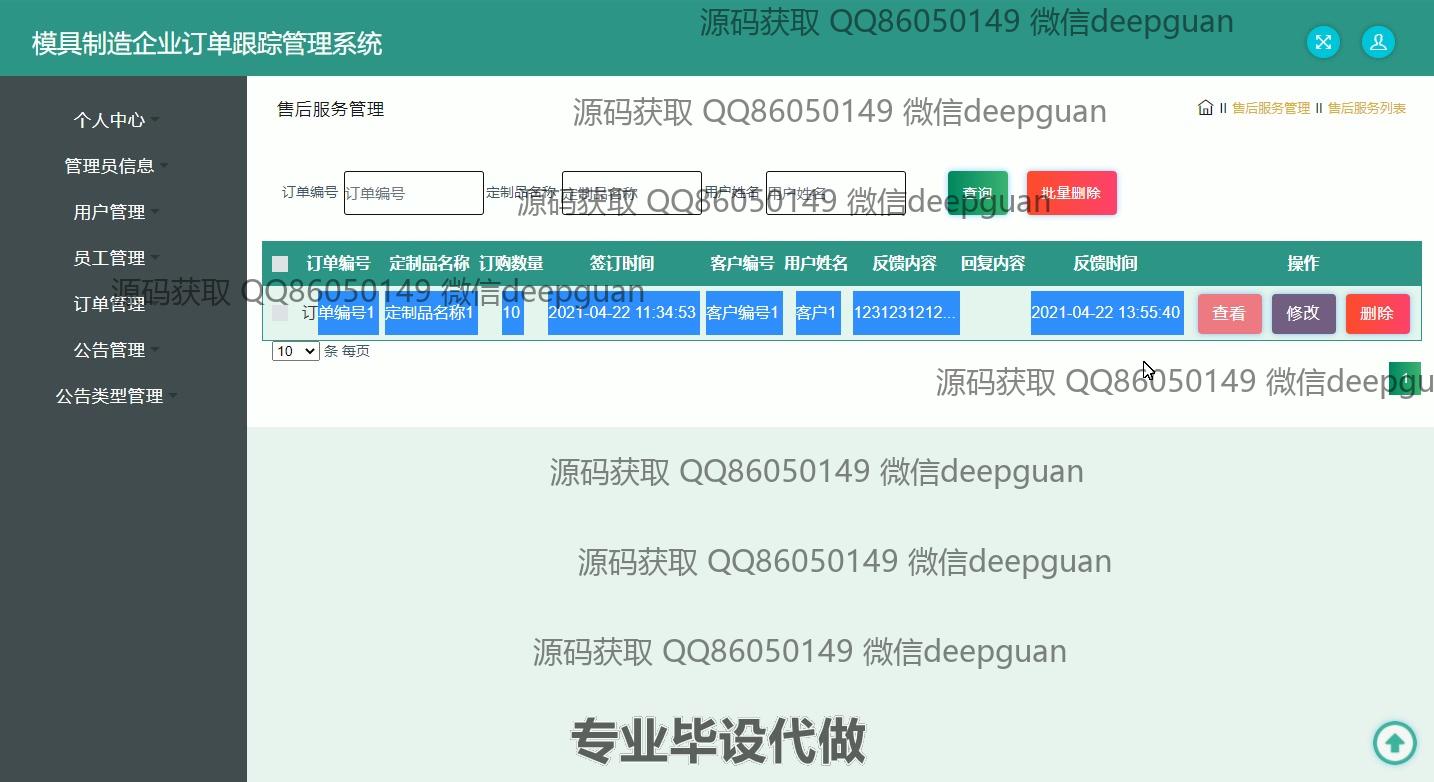 源码获取 QQ86050149 微信deepguan
模具制造企业订单跟踪管理系统
售后服务管理
源码获取 QQ86050149 微信deepguan
售后服务管理 售后服务列表
个人中心
管理员信息
用户管理
员工管理
订单管理
公告管理
公告类型管理
订单编号 订单编号 定制品名称 定制品名称 用户姓名 用户姓名 查询 批量删除
源码获取 QQ86050149 微信deepguan
订单编号 定制品名称 订购数量 签订时间 客户编号 用户姓名 反馈内容 回复内容 反馈时间 操作
源码获取 QQ86050149 微信deepguan
订单编号1 定制品名称1 10 2021-04-22 11:34:53 客户编号1 客户1 1231231212... 2021-04-22 13:55:40 查看 修改 删除
10 条 每页
源码获取 QQ86050149 微信deepgu
1
源码获取 QQ86050149 微信deepguan
源码获取 QQ86050149 微信deepguan
源码获取 QQ86050149 微信deepguan
专业毕设代做